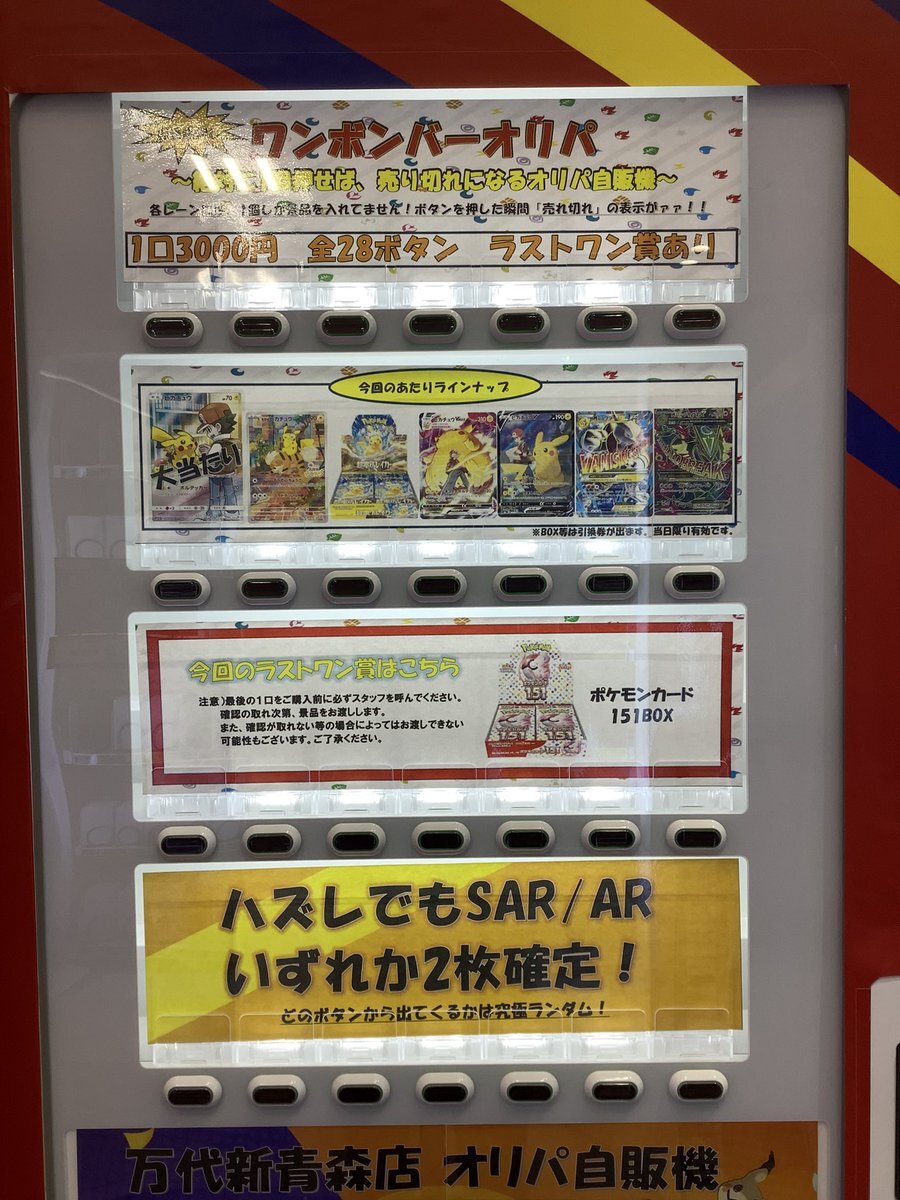 ワンボンバーオリパ
せば、売り切れになるオリパ自販機～
各レーン 個しか景品を入れてません！ボタンを押した瞬間「売れ切れ」の表示がァァ！！
1口3000円 全28ボタン ラストワン賞あり
今回のあたりラインナップ
大当たり
※BOX等は引換券が出ます。当日限り有効です。
今回のラストワン賞はこちら
注意）最後の１口をご購入前に必ずスタッフを呼んでください。
確認の取れ次第、景品をお渡しします。
また、確認が取れない等の場合によってはお渡しできない
可能性もございます。ご了承ください。
151
ポケモンカード
151BOX
ハズレでもSAR/AR
いずれか2枚確定！
どのボタンから出てくるかは究極ランダム！
万代新青森店 オリパ自販機